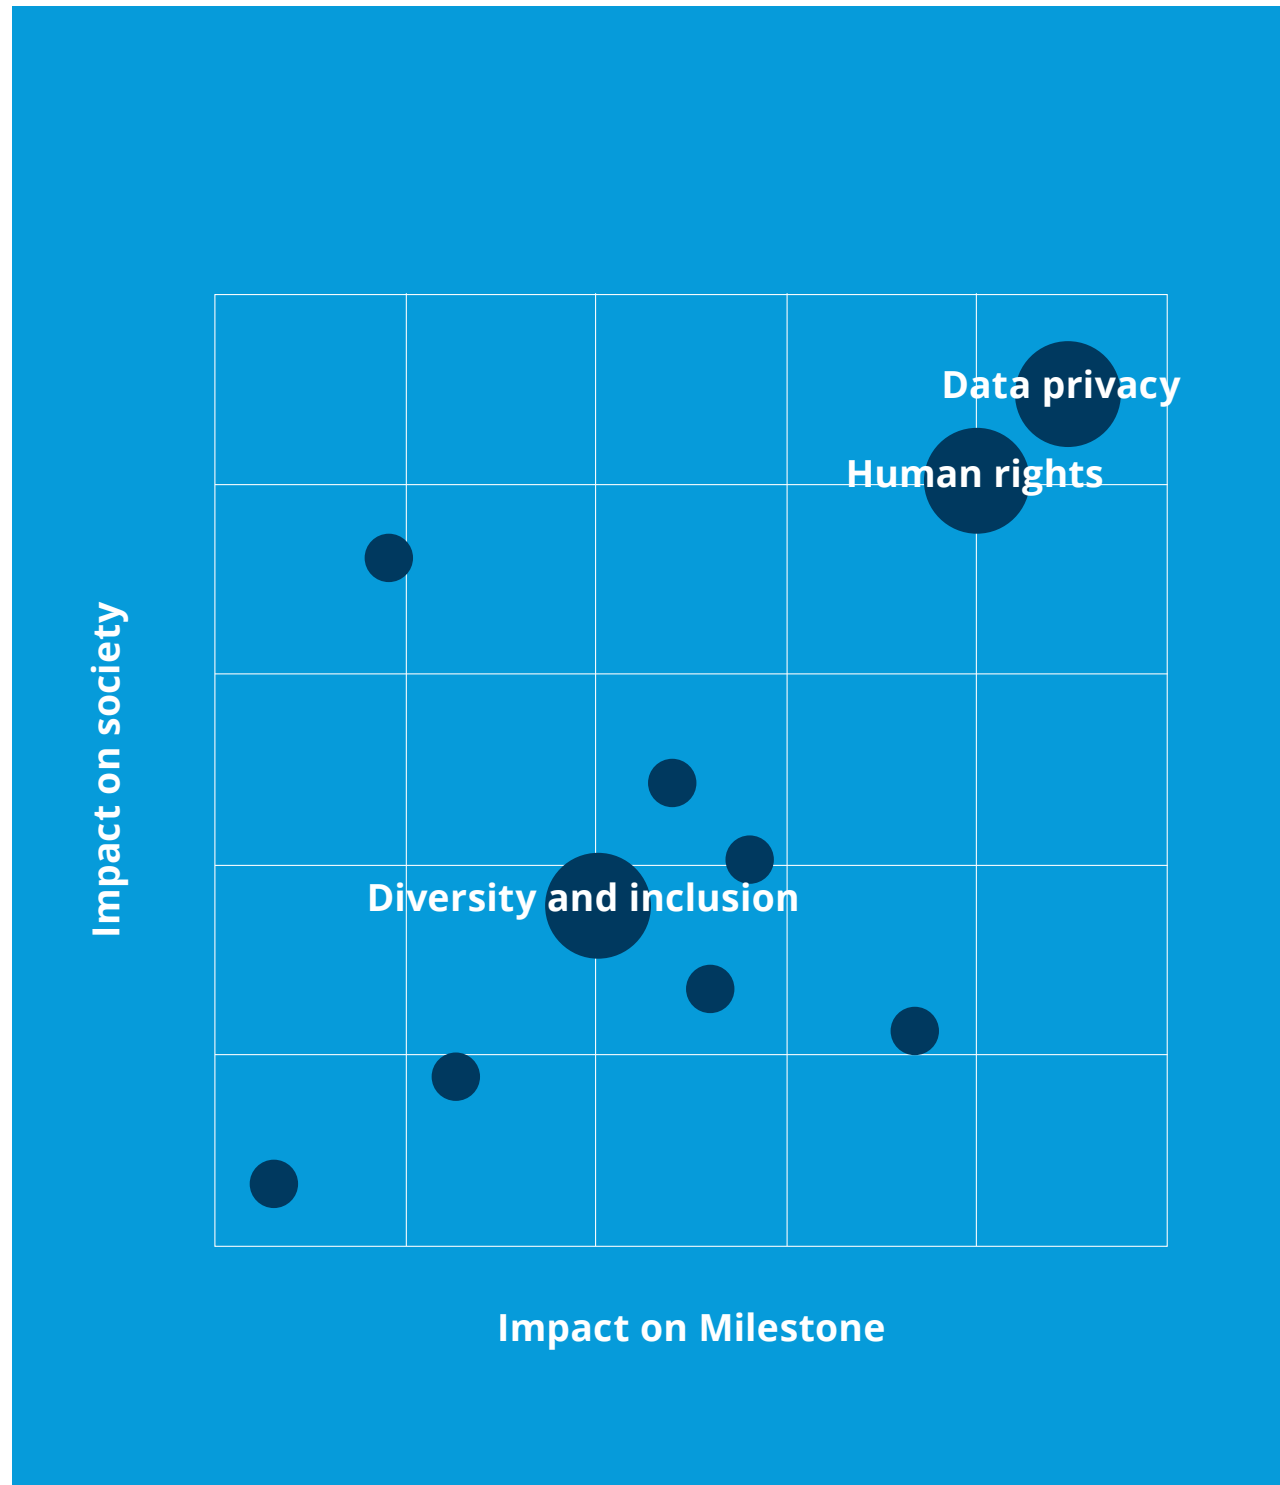 Data privacy
Human rights
Impact on society
Diversity and inclusion
Impact on Milestone